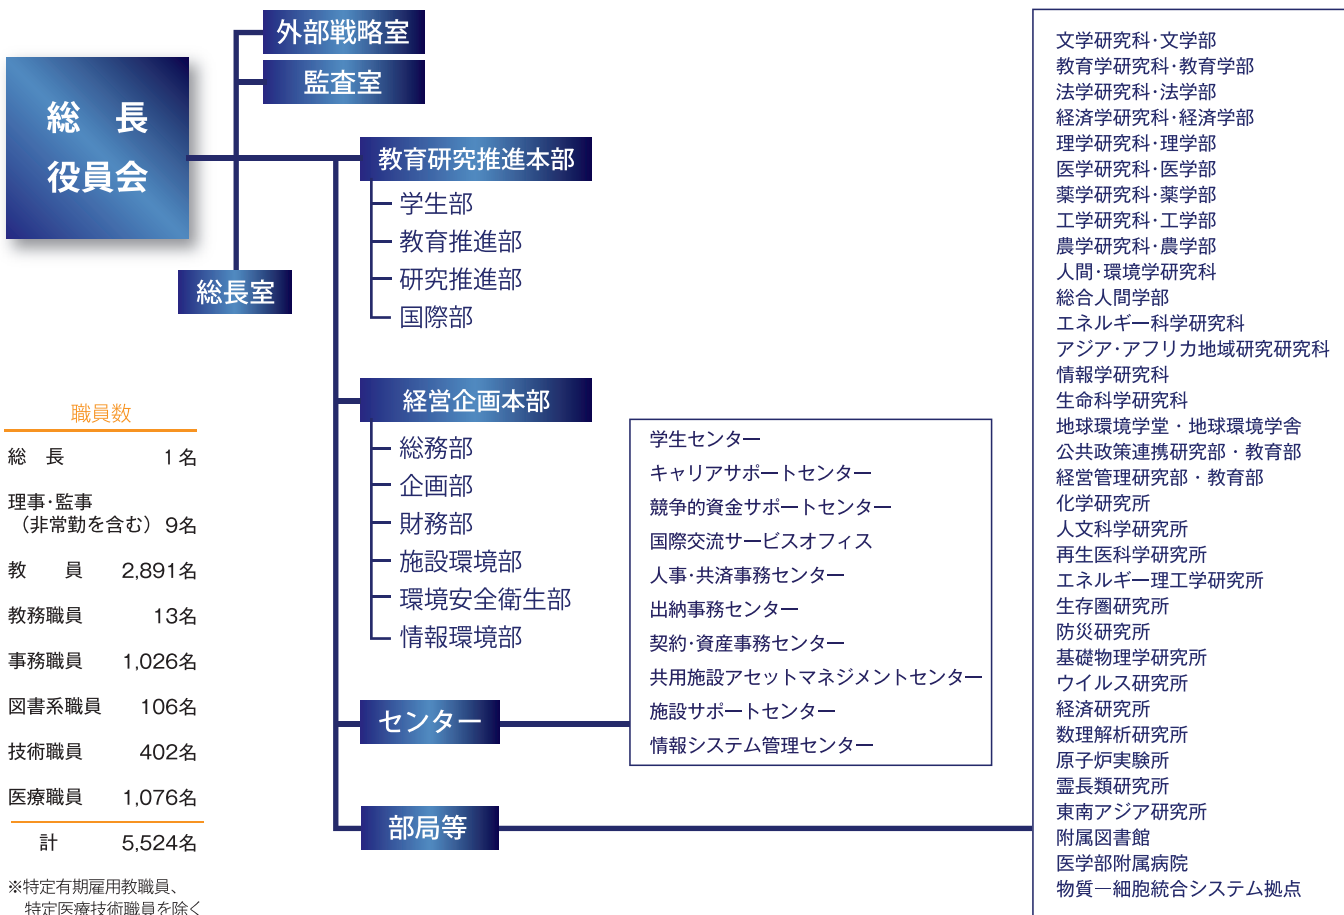 総 長
役員会
外部戦略室
監査室
総長室
教育研究推進本部
学生部
教育推進部
研究推進部
国際部
経営企画本部
総務部
企画部
財務部
施設環境部
環境安全衛生部
情報環境部
センター
学生センター
キャリアサポートセンター
競争的資金サポートセンター
国際交流サービスオフィス
人事・共済事務センター
出納事務センター
契約・資産事務センター
共用施設アセットマネジメントセンター
施設サポートセンター
情報システム管理センター
部局等
文学研究科・文学部
教育学研究科・教育学部
法学研究科・法学部
経済学研究科・経済学部
理学研究科・理学部
医学研究科・医学部
薬学研究科・薬学部
工学研究科・工学部
農学研究科・農学部
人間・環境学研究科
総合人間学部
エネルギー科学研究科
アジア・アフリカ地域研究研究科
情報学研究科
生命科学研究科
地球環境学堂・地球環境学舎
公共政策連携研究部・教育部
経営管理研究部・教育部
化学研究所
人文科学研究所
再生医科学研究所
エネルギー理工学研究所
生存圏研究所
防災研究所
基礎物理学研究所
ウイルス研究所
経済研究所
数理解析研究所
原子炉実験所
霊長類研究所
東南アジア研究所
附属図書館
医学部附属病院
物質－細胞統合システム拠点
職員数
総 長 1名
理事・監事
（非常勤を含む） 9名
教 員 2,891名
教務職員 13名
事務職員 1,026名
図書系職員 106名
技術職員 402名
医療職員 1,076名
計 5,524名
※特定有期雇用教職員、
特定医療技術職員を除く